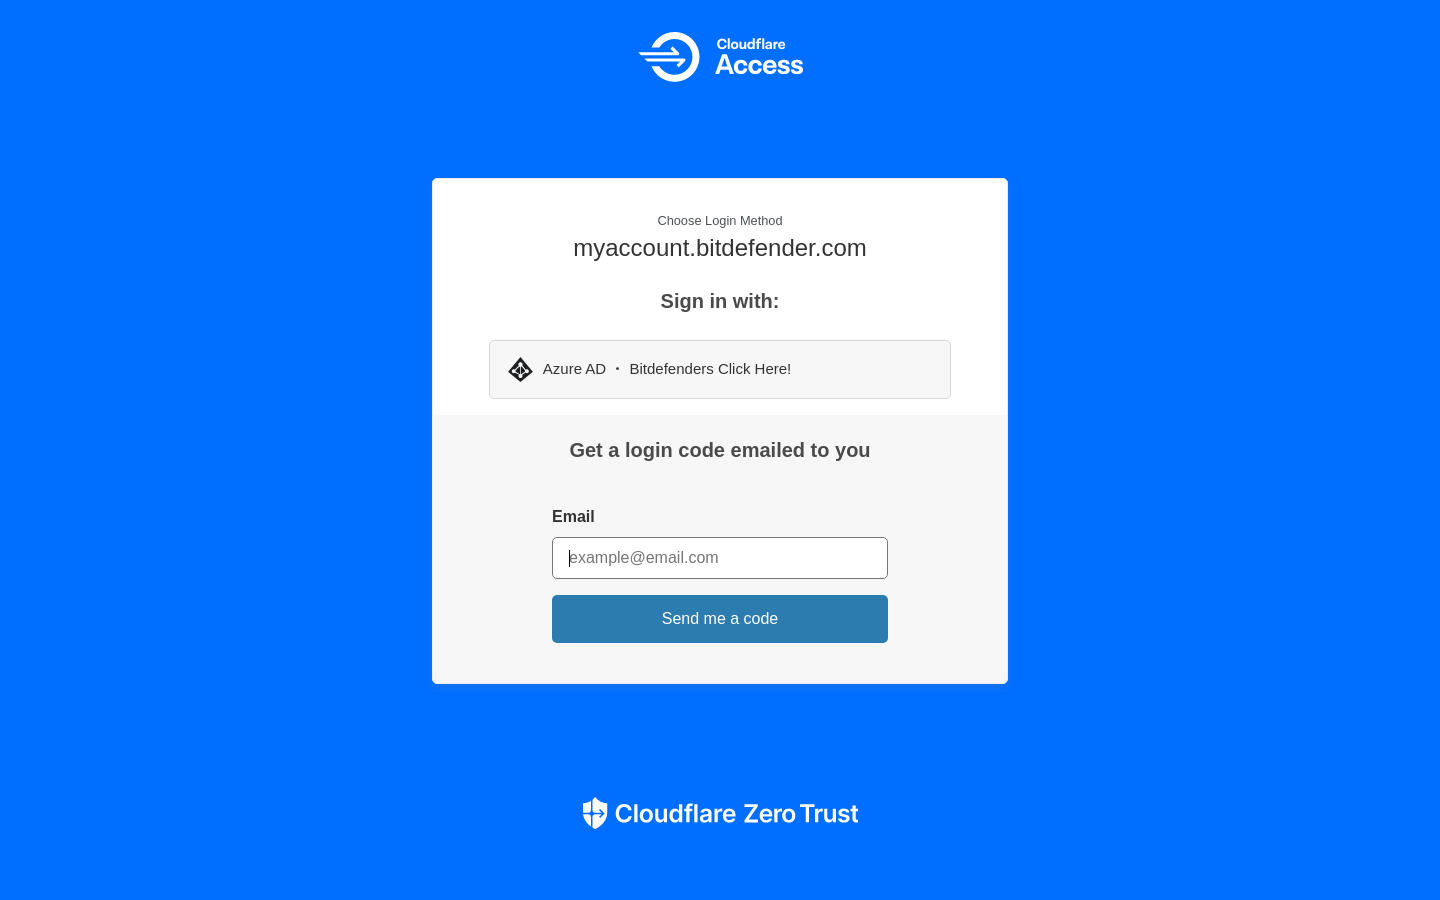 Cloudflare
Access
Choose Login Method
myaccount.bitdefender.com
Sign in with:
Azure AD ・ Bitdefenders Click Here!
Get a login code emailed to you
Email
example@email.com
Send me a code
Cloudflare Zero Trust